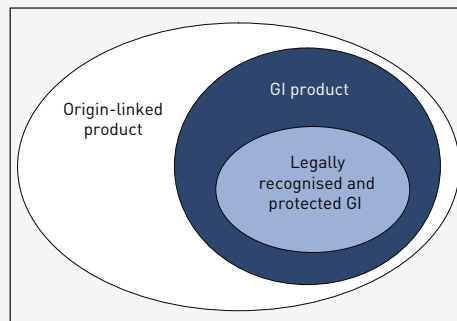 Origin-linked
product
GI product
Legally
recognised and
protected GI